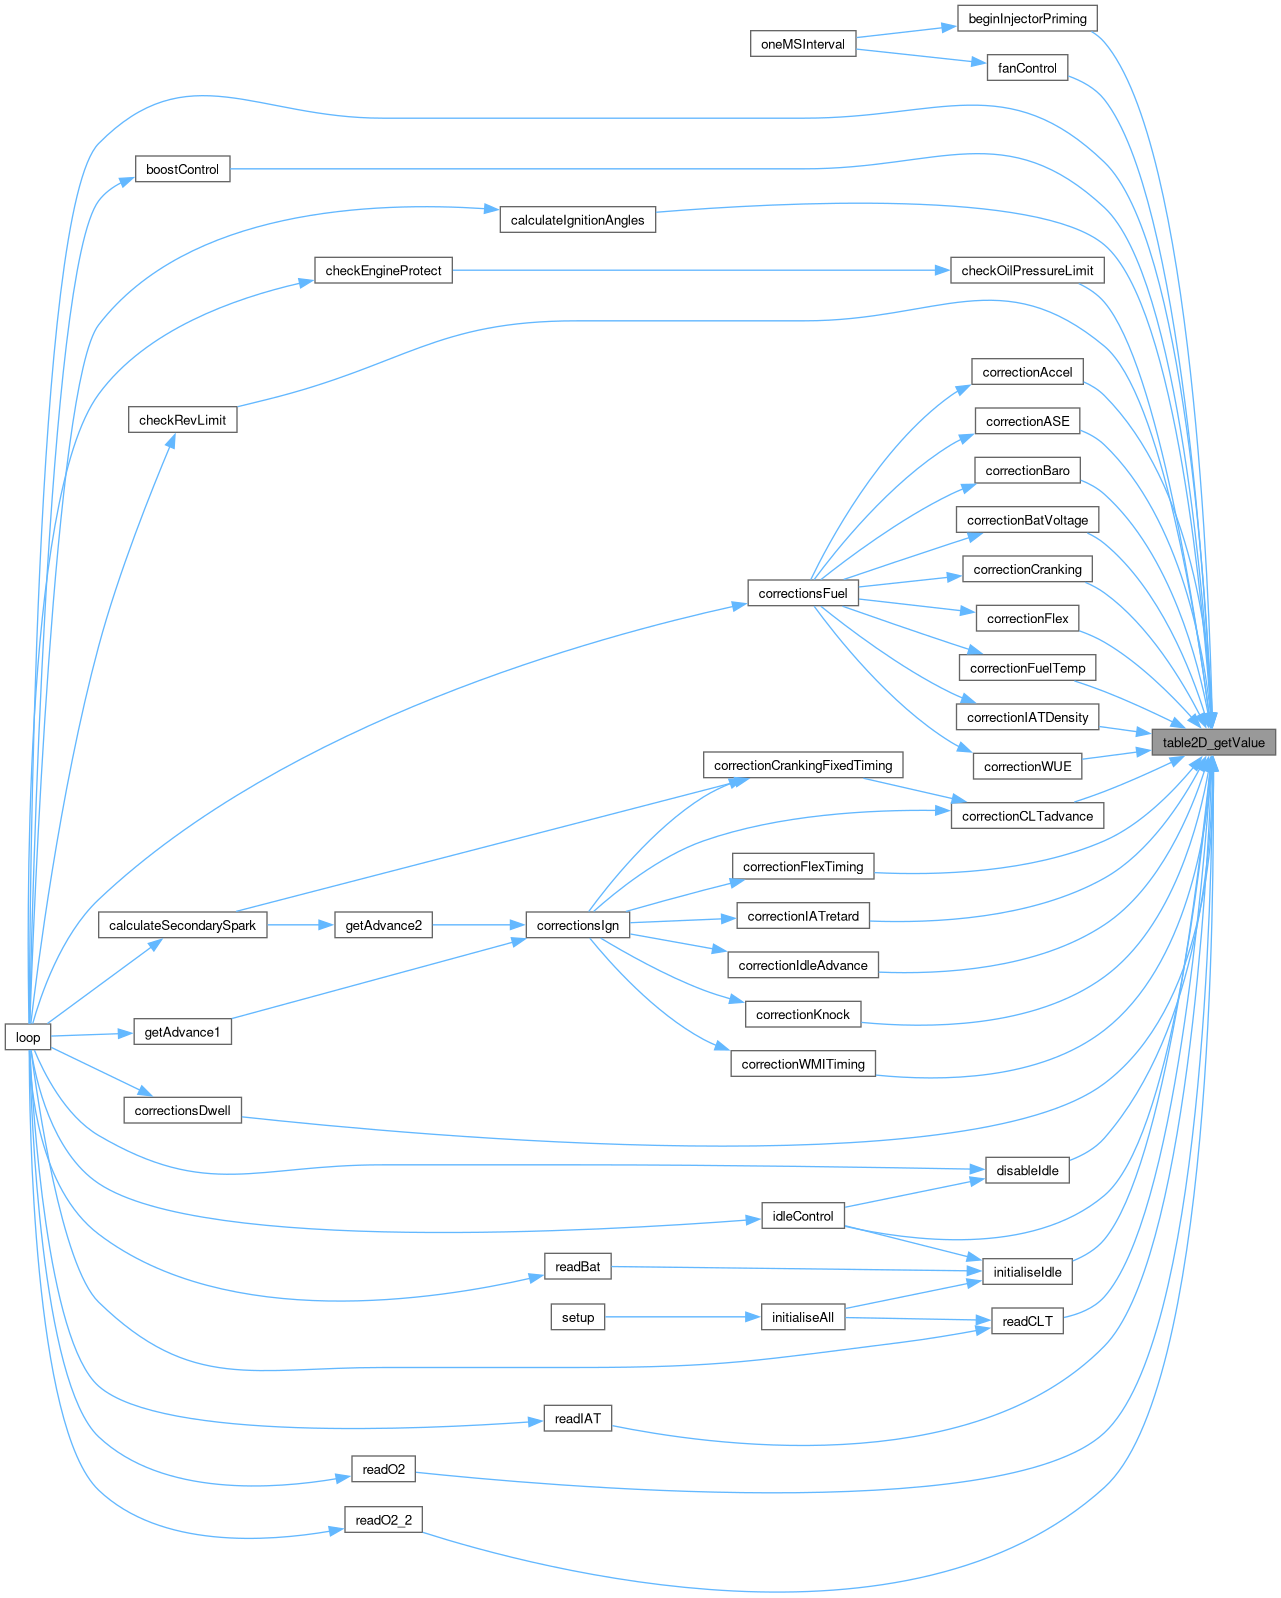 beginInjectorPriming
oneMSInterval
fanControl
boostControl
calculateIgnitionAngles
checkEngineProtect
checkOilPressureLimit
correctionAccel
checkRevLimit
correctionASE
correctionBaro
correctionBatVoltage
correctionCranking
correctionsFuel
correctionFlex
correctionFuelTemp
correctionIATDensity
table2D_getValue
correctionCrankingFixedTiming
correctionWUE
correctionCLTadvance
correctionFlexTiming
correctionIATretard
calculateSecondarySpark
getAdvance2
correctionsIgn
correctionIdleAdvance
correctionKnock
getAdvance1
loop
correctionWMITiming
correctionsDwell
disableIdle
idleControl
readBat
initialiseIdle
setup
initialiseAll
readCLT
readIAT
readO2
readO2_2